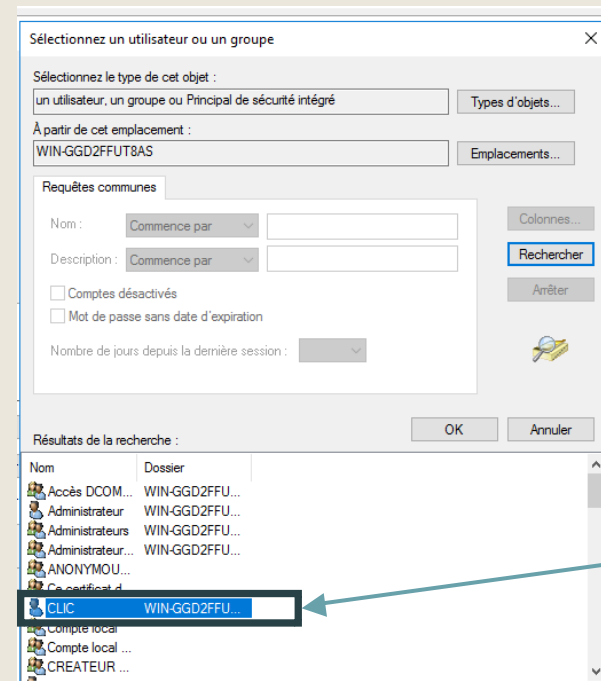 Sélectionnez un utilisateur ou un groupe
Sélectionnez le type de cet objet :
un utilisateur, un groupe ou Principal de sécurité intégré
Types d'objets...
À partir de cet emplacement :
WIN-GGD2FFUT8AS
Emplacements...
Requêtes communes
Nom :
Commence par
Colonnes...
Description :
Commence par
Rechercher
Comptes désactivés
Arrêter
Mot de passe sans date d'expiration
Nombre de jours depuis la dernière session :
OK
Annuler
Résultats de la recherche :
Nom Dossier
Accès DCOM... WIN-GGD2FFU...
Administrateur WIN-GGD2FFU...
Administrateurs WIN-GGD2FFU...
Administrateur... WIN-GGD2FFU...
ANONYMOU...
Ce certificat d...
CLIC WIN-GGD2FFU...
Compte local
Compte local ...
CREATEUR ...